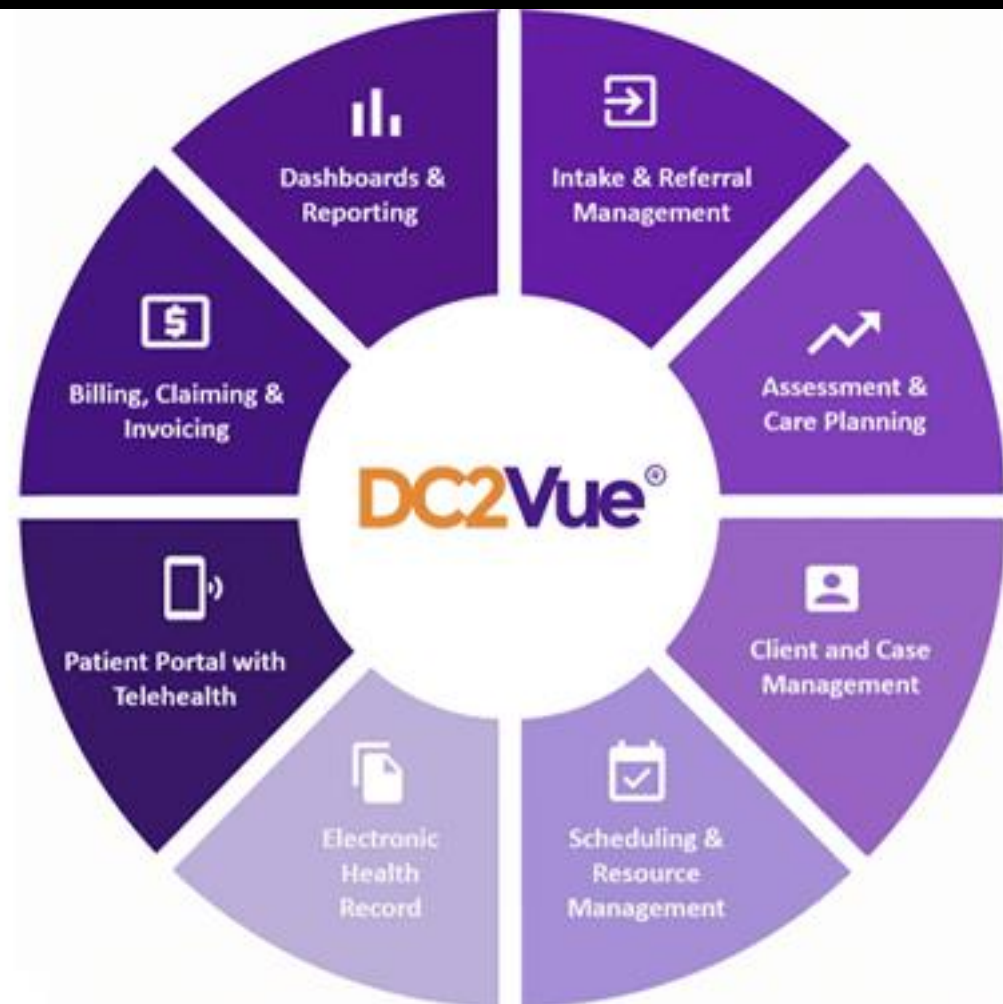 Dashboards &
Reporting
Intake & Referral
Management
Assessment &
Care Planning
Client and Case
Management
Scheduling &
Resource
Management
Electronic
Health
Record
Patient Portal with
Telehealth
Billing, Claiming &
Invoicing
$
DC2Vue®